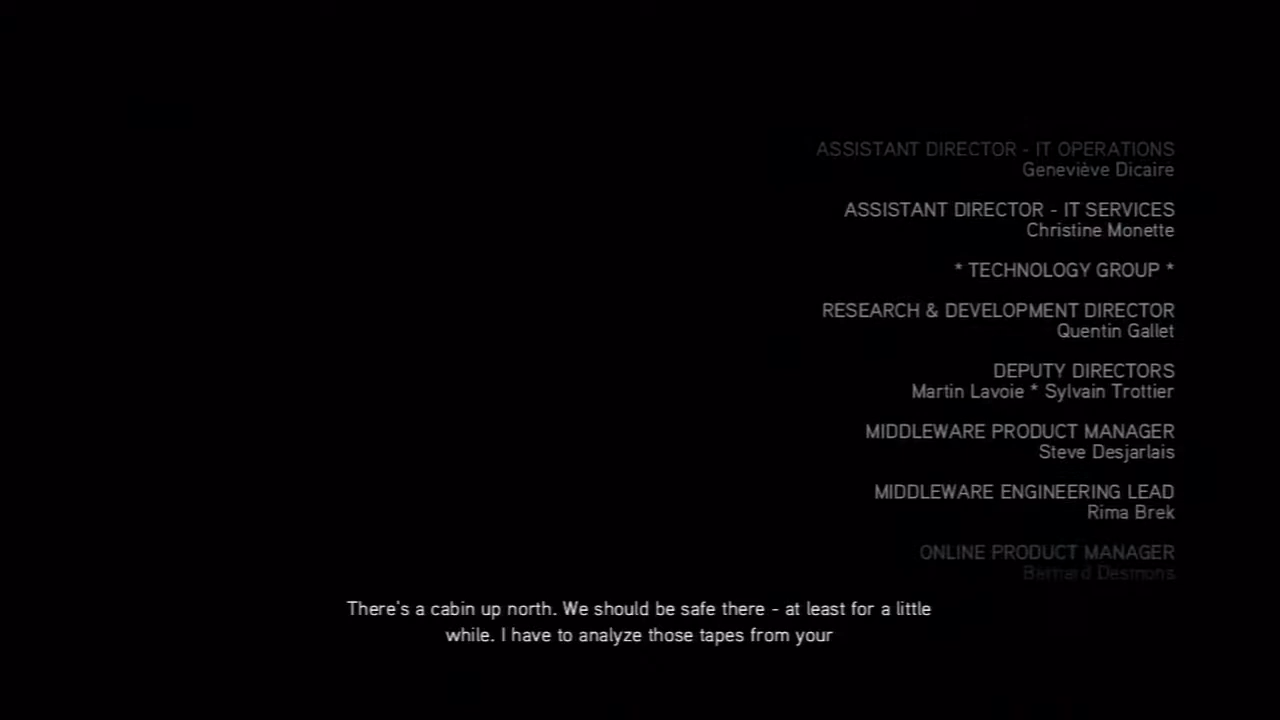 ASSISTANT DIRECTOR - IT OPERATIONS
Geneviève Dicaire
ASSISTANT DIRECTOR - IT SERVICES
Christine Monette
* TECHNOLOGY GROUP *
RESEARCH & DEVELOPMENT DIRECTOR
Quentin Gallet
DEPUTY DIRECTORS
Martin Lavoie * Sylvain Trottier
MIDDLEWARE PRODUCT MANAGER
Steve Desjarlais
MIDDLEWARE ENGINEERING LEAD
Rima Brek
ONLINE PRODUCT MANAGER
Bernard Desmons
There's a cabin up north. We should be safe there - at least for a little
while. I have to analyze those tapes from your